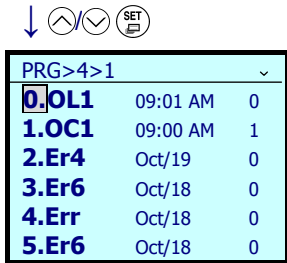 ↓ / SET
PRG>4>1
0.OL1 09:01 AM 0
1.OC1 09:00 AM 1
2.Er4 Oct/19 0
3.Er6 Oct/18 0
4.Err Oct/18 0
5.Er6 Oct/18 0